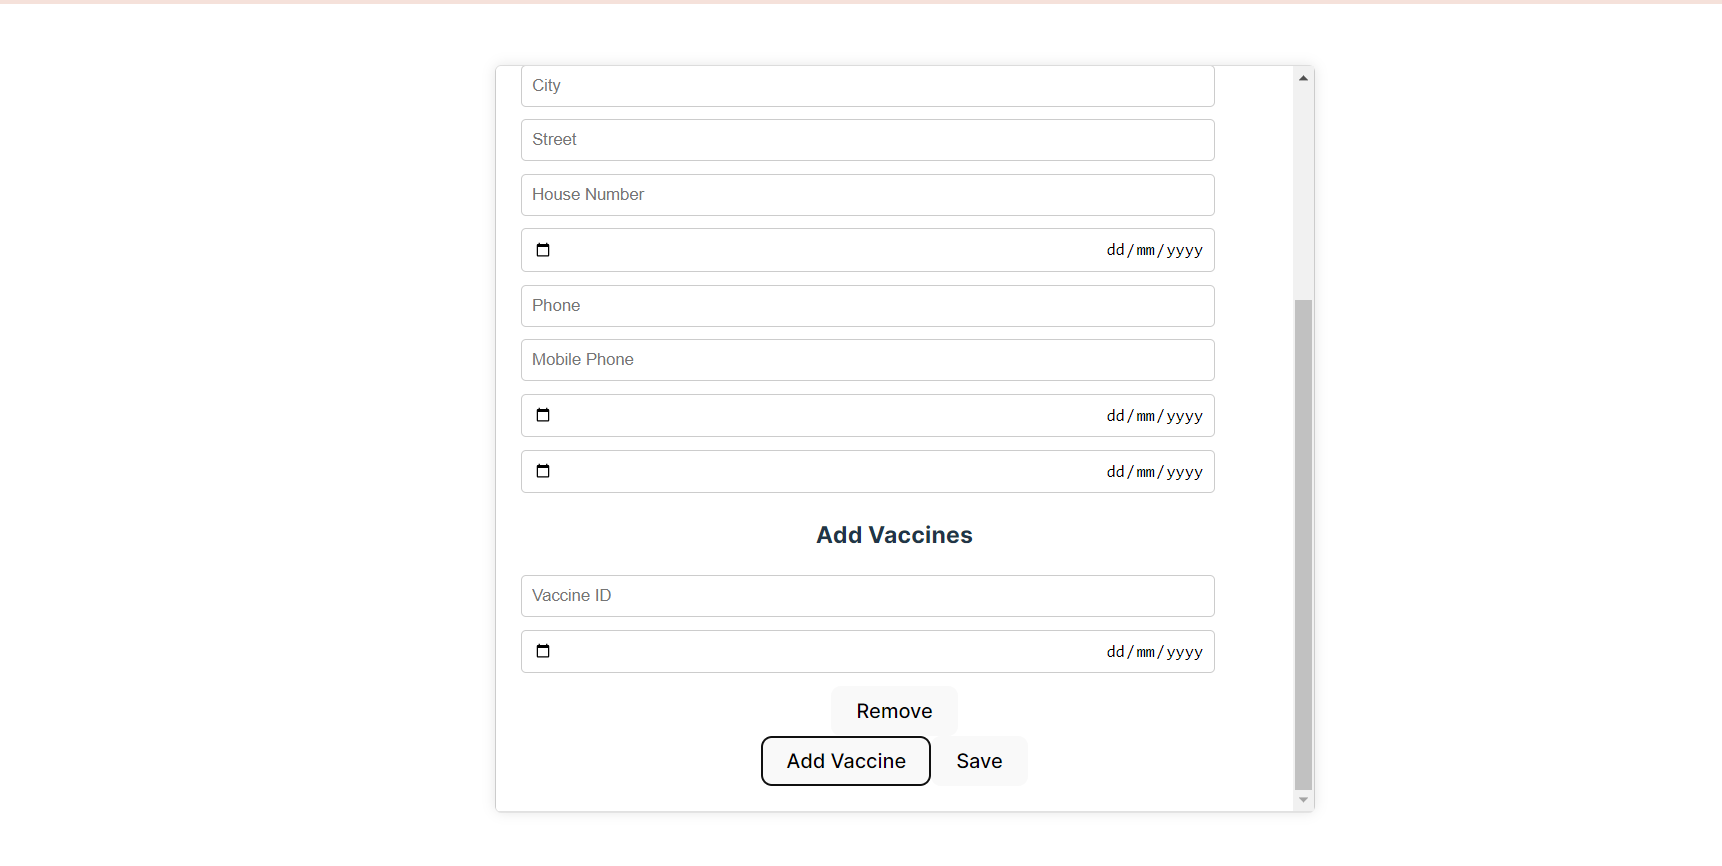 City
Street
House Number
dd/mm/yyyy
Phone
Mobile Phone
dd/mm/yyyy
dd/mm/yyyy
Add Vaccines
Vaccine ID
dd/mm/yyyy
Remove
Add Vaccine Save